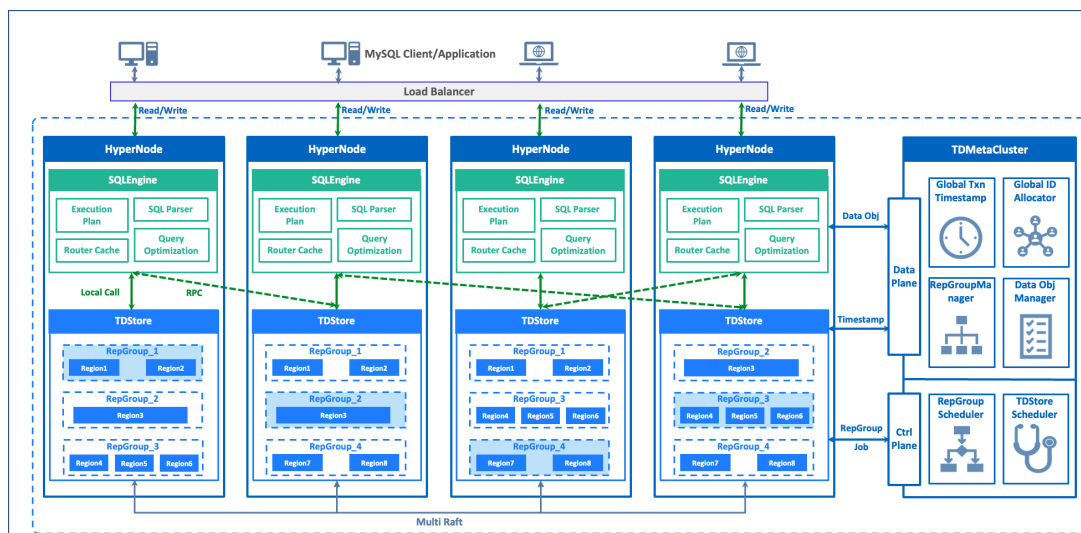 MySQL Client/Application
Load Balancer
Read/Write
Read/Write
Read/Write
Read/Write
HyperNode
SQLEngine
Execution
Plan
SQL Parser
Router Cache
Query
Optimization
Local Call
RPC
TDStore
RepGroup_1
Region1
Region2
RepGroup_2
Region3
RepGroup_3
Region4
Region5
Region6
HyperNode
SQLEngine
Execution
Plan
SQL Parser
Router Cache
Query
Optimization
TDStore
RepGroup_1
Region1
Region2
RepGroup_2
Region3
RepGroup_4
Region7
Region8
HyperNode
SQLEngine
Execution
Plan
SQL Parser
Router Cache
Query
Optimization
TDStore
RepGroup_1
Region1
Region2
RepGroup_3
Region4
Region5
Region6
RepGroup_4
Region7
Region8
HyperNode
SQLEngine
Execution
Plan
SQL Parser
Router Cache
Query
Optimization
TDStore
RepGroup_2
Region3
RepGroup_3
Region4
Region5
Region6
RepGroup_4
Region7
Region8
Multi Raft
Data Obj
Timestamp
RepGroup
Job
TDMetaCluster
Data
Plane
Global Txn
Timestamp
Global ID
Allocator
RepGroupMa
nager
Data Obj
Manager
Ctrl
Plane
RepGroup
Scheduler
TDStore
Scheduler